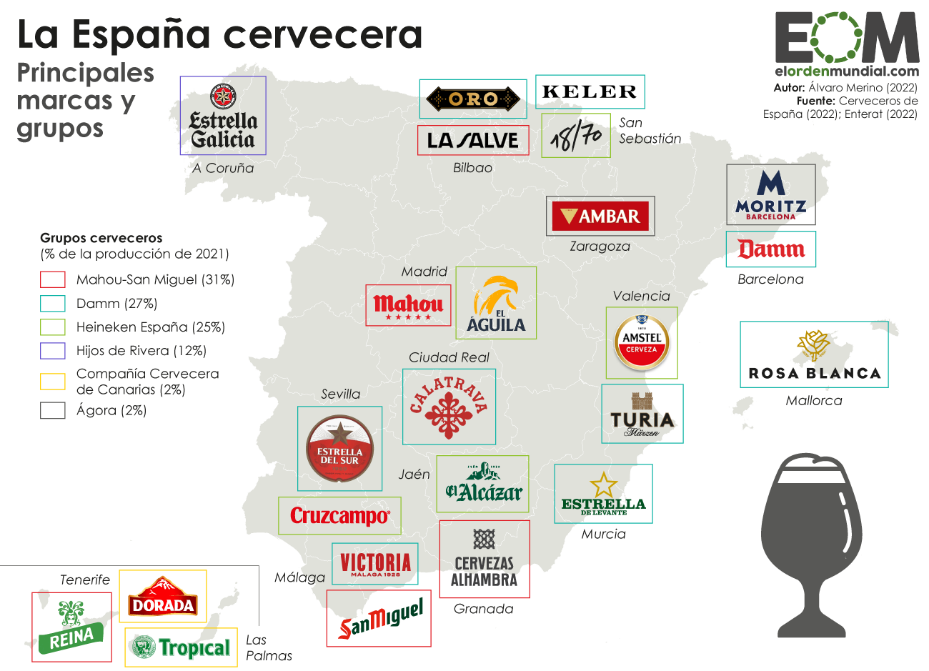 La España cervecera
Principales
marcas y
grupos
EOM
elordenmundial.com
Autor: Álvaro Merino (2022)
Fuente: Cerveceros de
España (2022); Enterat (2022)
Estrella
Galicia
A Coruña
ORO
LA SALVE
Bilbao
KELER
18/70
San
Sebastián
AMBAR
Zaragoza
M
MORITZ
BARCELONA
Damm
Barcelona
Grupos cerveceros
(% de la producción de 2021)
Mahou-San Miguel (31%)
Damm (27%)
Heineken España (25%)
Hijos de Rivera (12%)
Compañía Cervecera
de Canarias (2%)
Ágora (2%)
Madrid
Mahou
EL
ÁGUILA
Valencia
AMSTEL
CERVEZA
TURIA
Märzen
ROSA BLANCA
Mallorca
Ciudad Real
CALATRAVA
Sevilla
ESTRELLA
DEL SUR
Cruzcampo
Jaén
el Alcázar
ESTRELLA
DE LEVANTE
Murcia
Málaga
VICTORIA
MÁLAGA 1928
San Miguel
CERVEZAS
ALHAMBRA
Granada
Tenerife
REINA
DORADA
Tropical
Las
Palmas